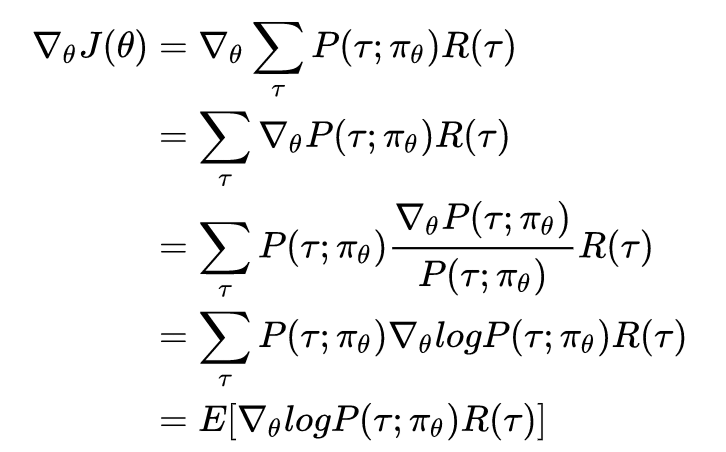 ∇θJ(θ) = ∇θ ∑τ P(τ; πθ)R(τ)
= ∑τ ∇θP(τ; πθ)R(τ)
= ∑τ P(τ; πθ) ∇θP(τ; πθ) / P(τ; πθ) R(τ)
= ∑τ P(τ; πθ)∇θlogP(τ; πθ)R(τ)
= E[∇θlogP(τ; πθ)R(τ)]